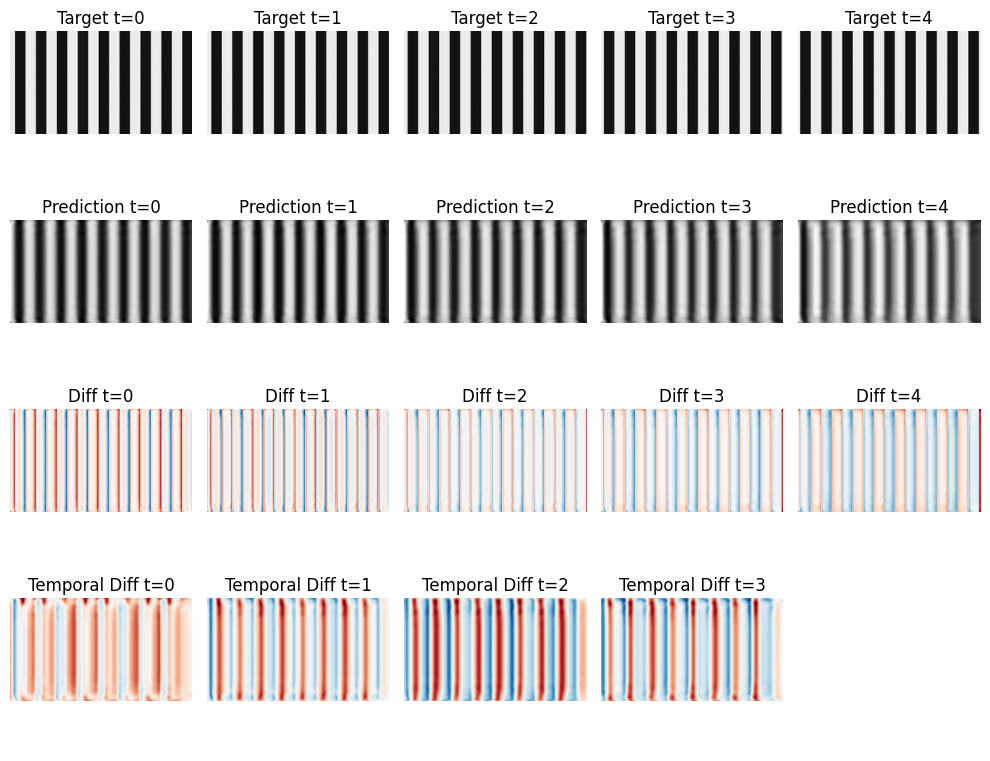 Target t=0 Target t=1 Target t=2 Target t=3 Target t=4
Prediction t=0 Prediction t=1 Prediction t=2 Prediction t=3 Prediction t=4
Diff t=0 Diff t=1 Diff t=2 Diff t=3 Diff t=4
Temporal Diff t=0 Temporal Diff t=1 Temporal Diff t=2 Temporal Diff t=3